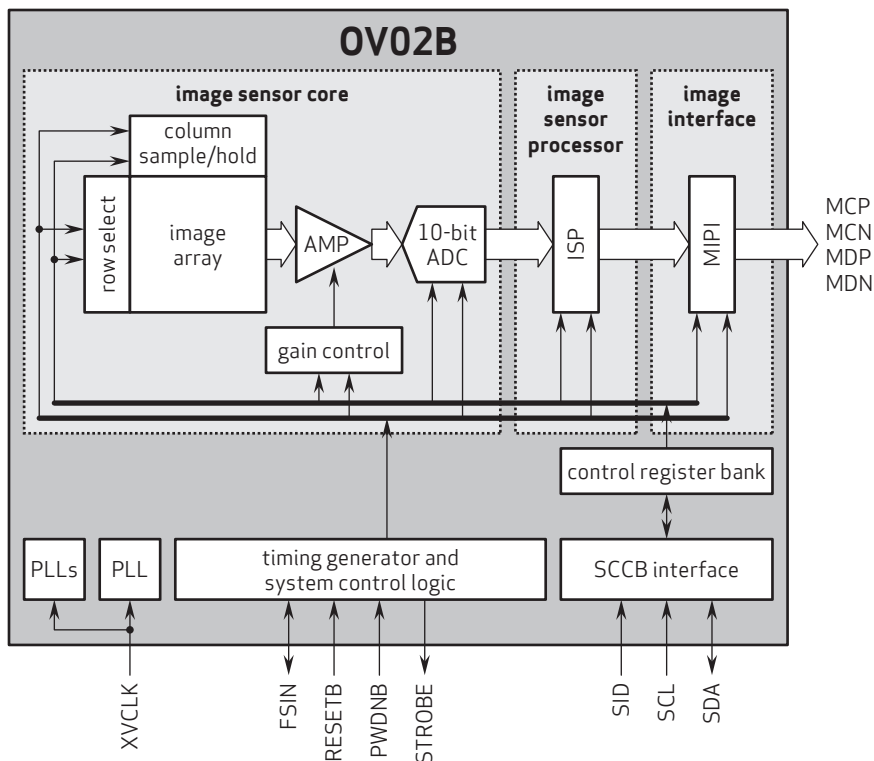 OV02B
image sensor core
image
sensor
processor
image
interface
column
sample/hold
row select
image
array
AMP
10-bit
ADC
ISP
MIPI
MCP
MCN
MDP
MDN
gain control
control register bank
PLLs
PLL
timing generator and
system control logic
SCCB interface
XVCLK
FSIN
RESETB
PWDNB
STROBE
SID
SCL
SDA